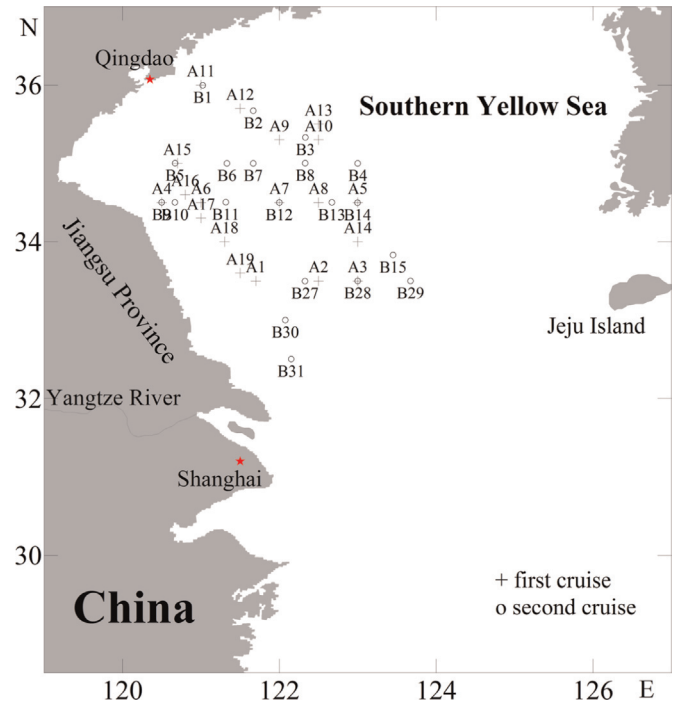 N
Qingdao
A11
B1
36
A12
B2
A13
A10
Southern Yellow Sea
A9
B3
A15
B5
B6
B7
B8
B4
A16
A4
A6
A7
A8
A5
B10
B11
B12
B13
B14
A17
A18
A14
34
Jiangsu Province
A19
A1
A2
A3
B15
B27
B28
B29
Jeju Island
B30
B31
32
Yangtze River
Shanghai
30
+ first cruise
o second cruise
China
120
122
124
126
E